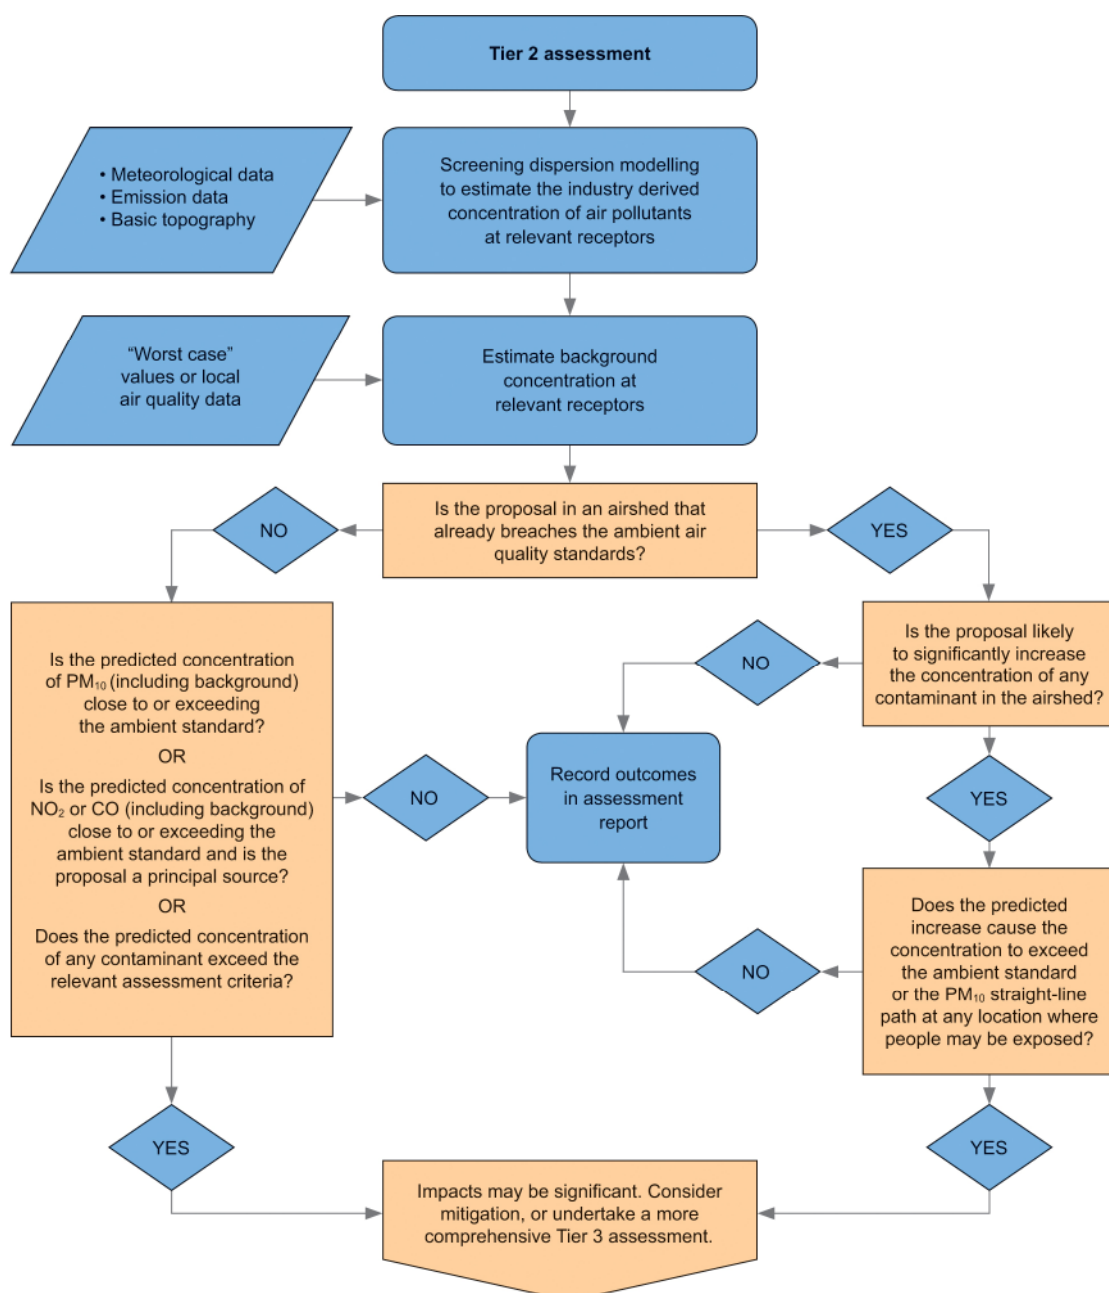 Tier 2 assessment
• Meteorological data
• Emission data
• Basic topography
Screening dispersion modelling
to estimate the industry derived
concentration of air pollutants
at relevant receptors
“Worst case”
values or local
air quality data
Estimate background
concentration at
relevant receptors
Is the proposal in an airshed that
already breaches the ambient air
quality standards?
NO
YES
Is the predicted concentration
of PM₁₀ (including background)
close to or exceeding
the ambient standard?
OR
Is the predicted concentration of
NO₂ or CO (including background)
close to or exceeding the
ambient standard and is the
proposal a principal source?
OR
Does the predicted concentration
of any contaminant exceed the
relevant assessment criteria?
NO
Record outcomes
in assessment
report
NO
Is the proposal likely
to significantly increase
the concentration of any
contaminant in the airshed?
YES
NO
Does the predicted
increase cause the
concentration to exceed
the ambient standard
or the PM₁₀ straight-line
path at any location where
people may be exposed?
YES
YES
Impacts may be significant. Consider
mitigation, or undertake a more
comprehensive Tier 3 assessment.